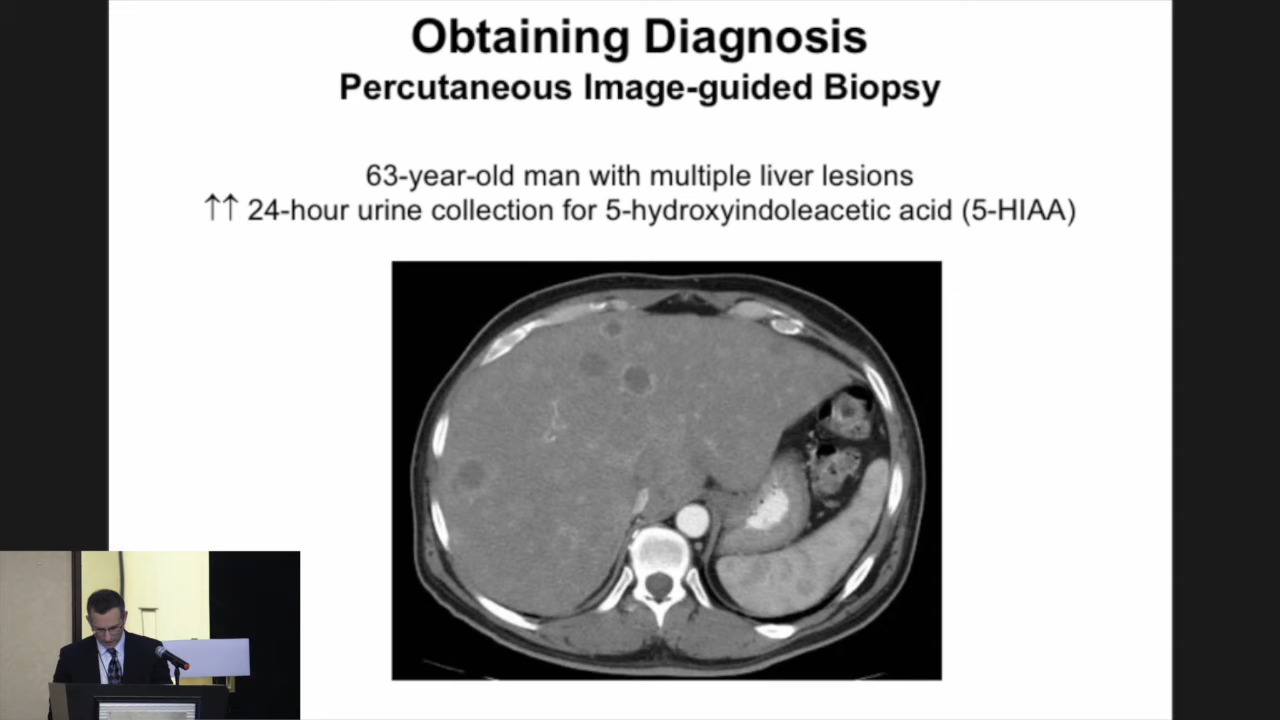 Obtaining Diagnosis
Percutaneous Image-guided Biopsy
63-year-old man with multiple liver lesions
↑↑ 24-hour urine collection for 5-hydroxyindoleacetic acid (5-HIAA)